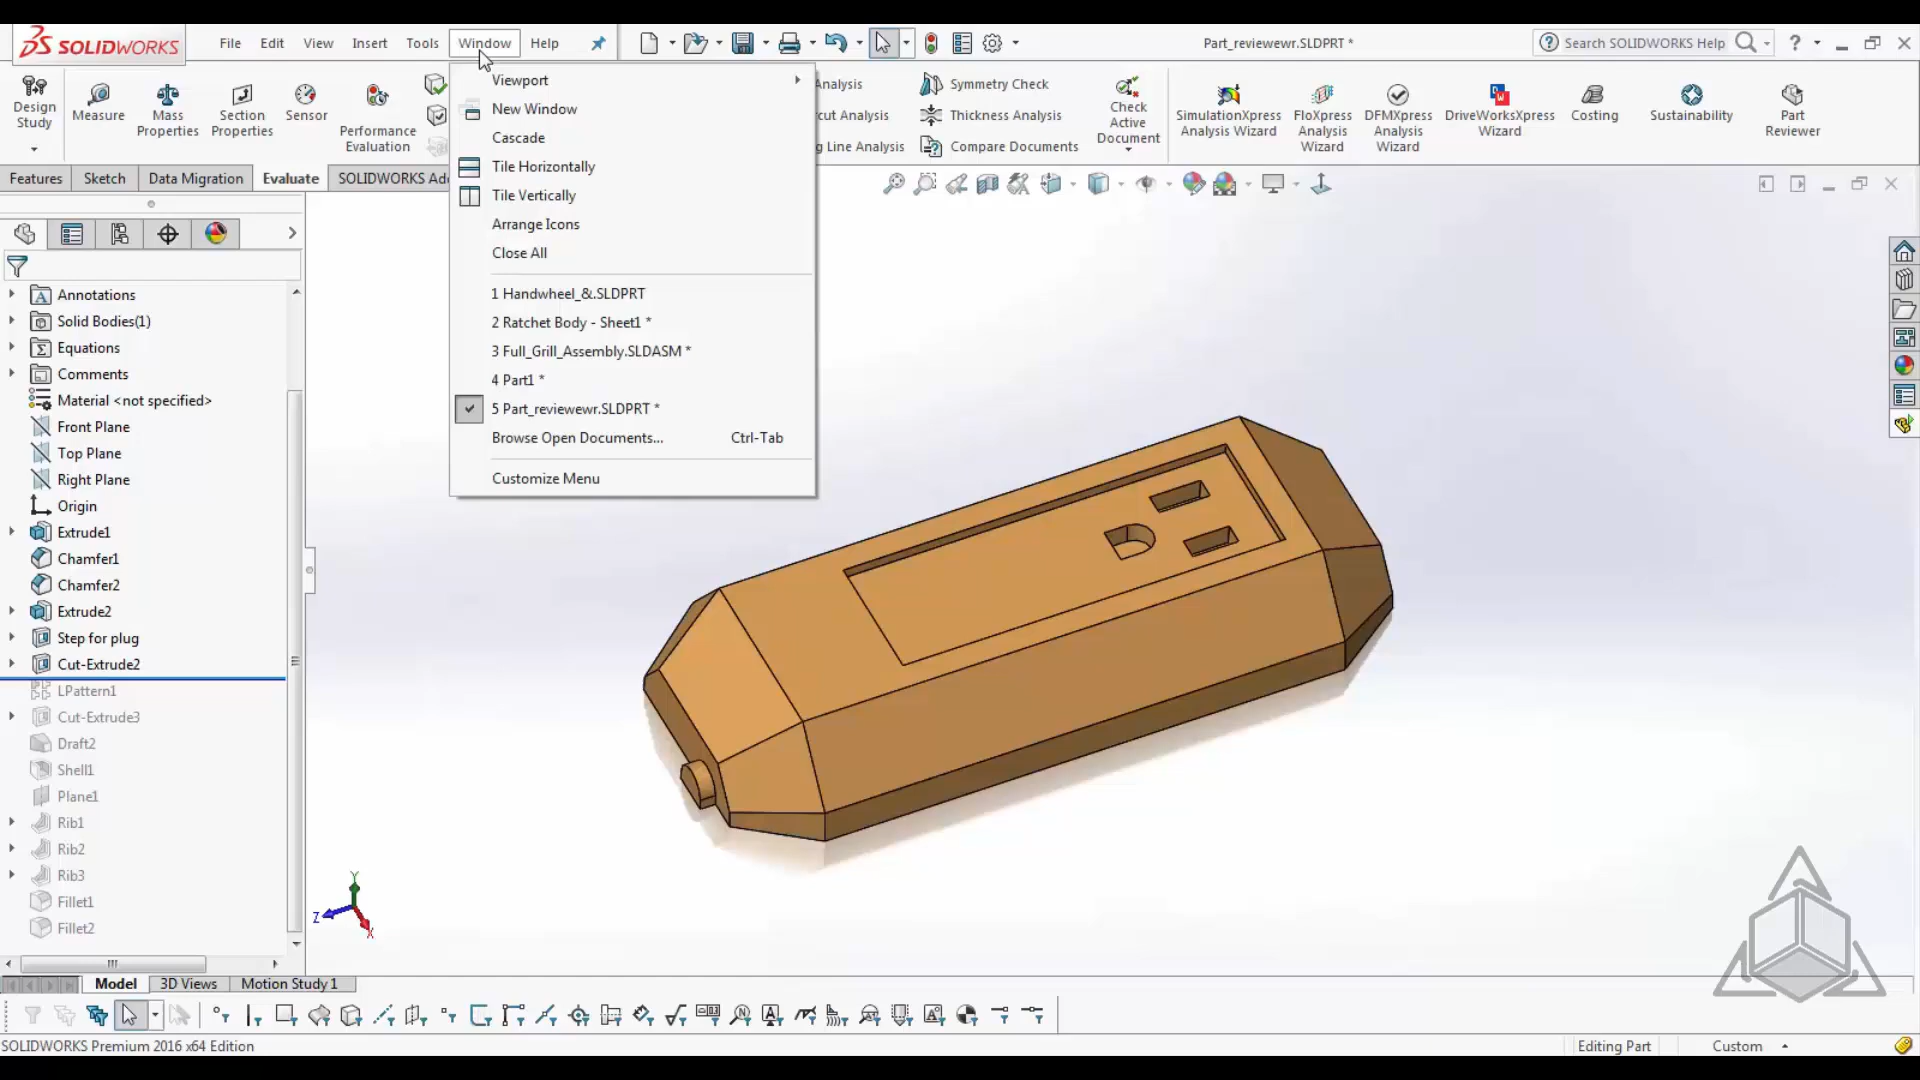 SOLIDWORKS
File Edit View Insert Tools Window Help
Part_reviewewr.SLDPRT *
Search SOLIDWORKS Help
Design Study
Measure
Mass Properties
Section Properties
Sensor
Performance Evaluation
Analysis
cut Analysis
g Line Analysis
Symmetry Check
Thickness Analysis
Compare Documents
Check Active Document
SimulationXpress Analysis Wizard
FloXpress Analysis Wizard
DFMXpress Analysis Wizard
DriveWorksXpress Wizard
Costing
Sustainability
Part Reviewer
Features Sketch Data Migration Evaluate SOLIDWORKS Add
Viewport
New Window
Cascade
Tile Horizontally
Tile Vertically
Arrange Icons
Close All
1 Handwheel_&.SLDPRT
2 Ratchet Body - Sheet1 *
3 Full_Grill_Assembly.SLDASM *
4 Part1 *
5 Part_reviewewr.SLDPRT *
Browse Open Documents... Ctrl-Tab
Customize Menu
Annotations
Solid Bodies(1)
Equations
Comments
Material <not specified>
Front Plane
Top Plane
Right Plane
Origin
Extrude1
Chamfer1
Chamfer2
Extrude2
Step for plug
Cut-Extrude2
LPattern1
Cut-Extrude3
Draft2
Shell1
Plane1
Rib1
Rib2
Rib3
Fillet1
Fillet2
Y
Z
X
Model 3D Views Motion Study 1
SOLIDWORKS Premium 2016 x64 Edition
Editing Part
Custom